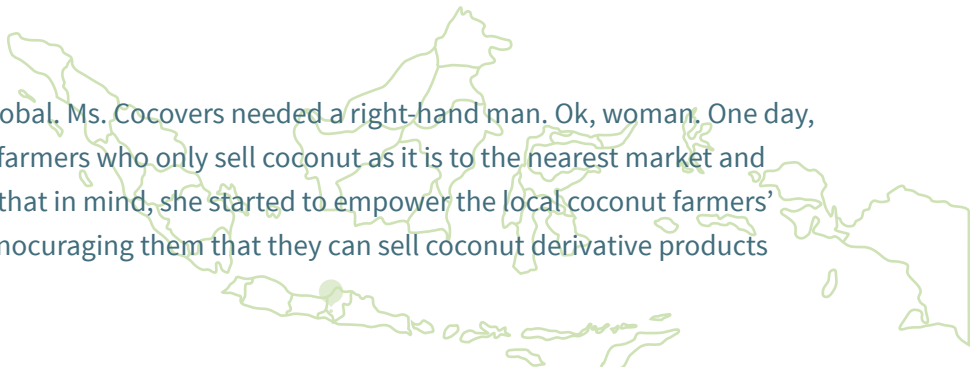 obal. Ms. Cocovers needed a right-hand man. Ok, woman. One day,
farmers who only sell coconut as it is to the nearest market and
that in mind, she started to empower the local coconut farmers’
nocuraging them that they can sell coconut derivative products